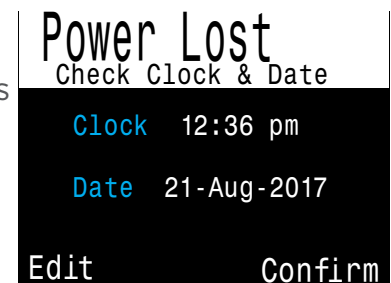 Power Lost
Check Clock & Date
s
Clock 12:36 pm
Date 21-Aug-2017
Edit Confirm